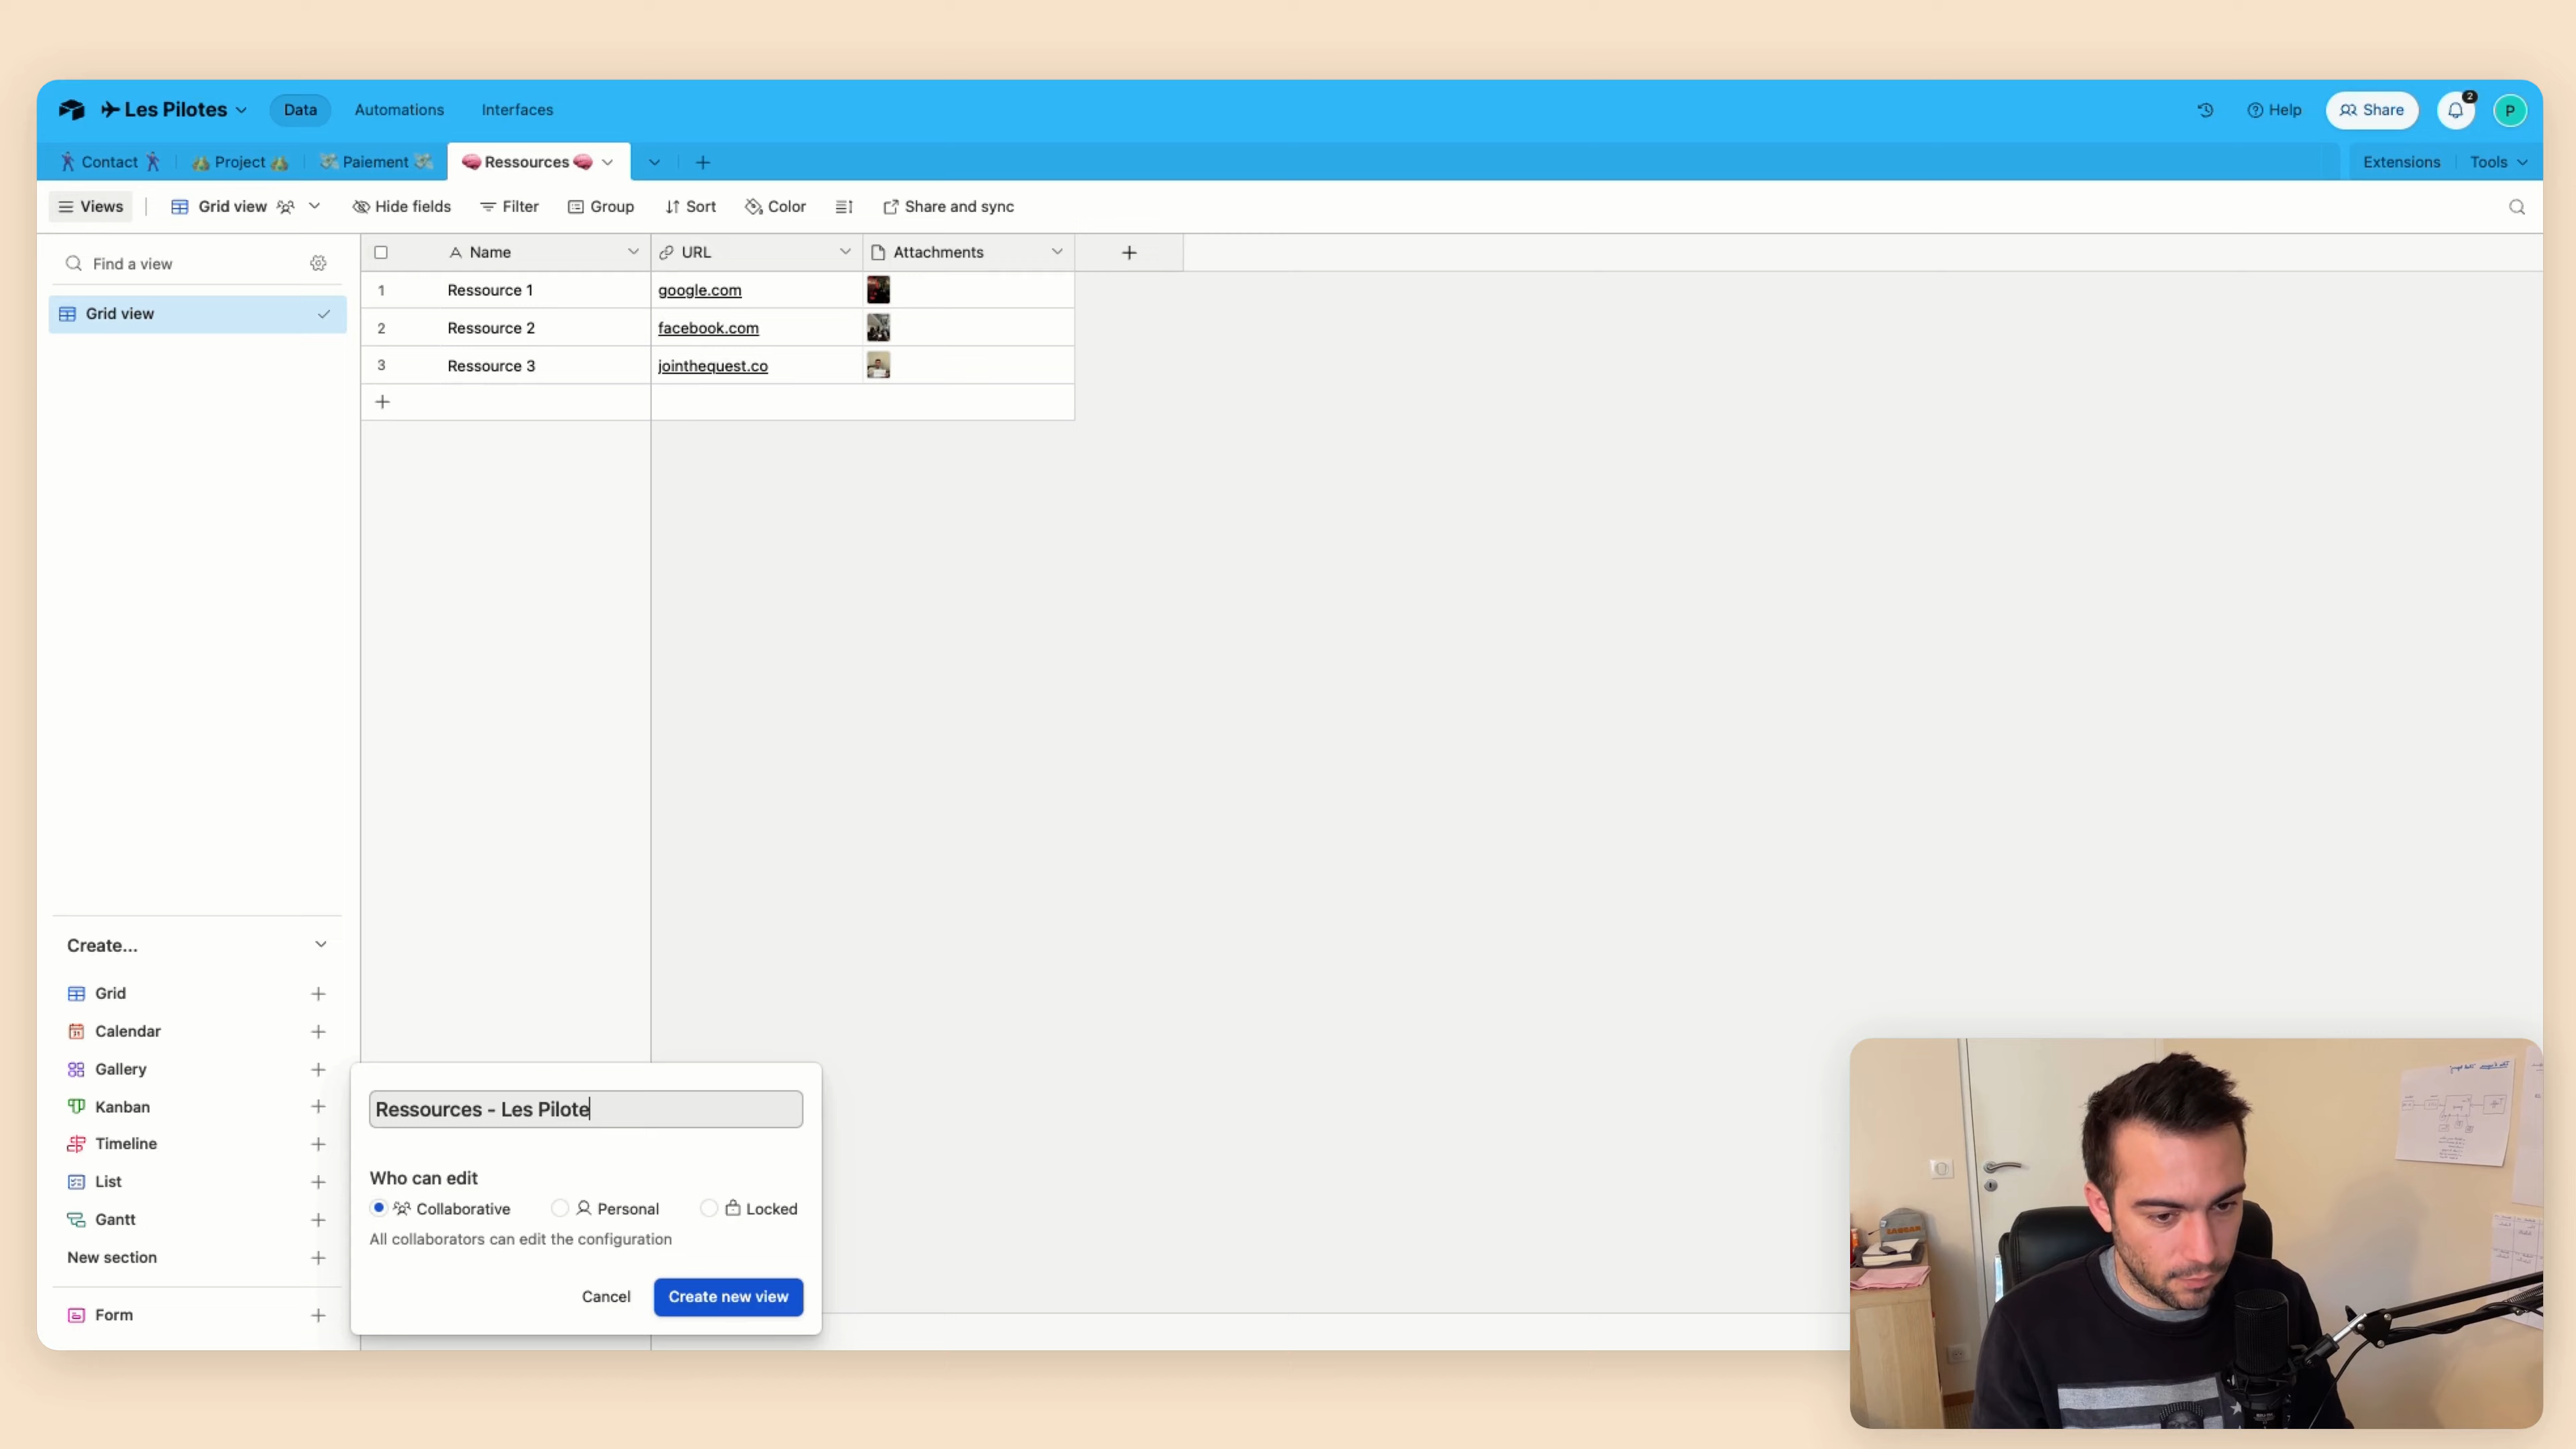 Les Pilotes
Data
Automations
Interfaces
Help
Share
2
P
Contact
Project
Paiement
Ressources
Extensions
Tools
Views
Grid view
Hide fields
Filter
Group
Sort
Color
Share and sync
Find a view
Grid view
Name
URL
Attachments
1 Ressource 1 google.com
2 Ressource 2 facebook.com
3 Ressource 3 jointhequest.co
Create...
Grid
Calendar
Gallery
Kanban
Timeline
List
Gantt
New section
Form
Ressources - Les Pilote
Who can edit
Collaborative
Personal
Locked
All collaborators can edit the configuration
Cancel
Create new view